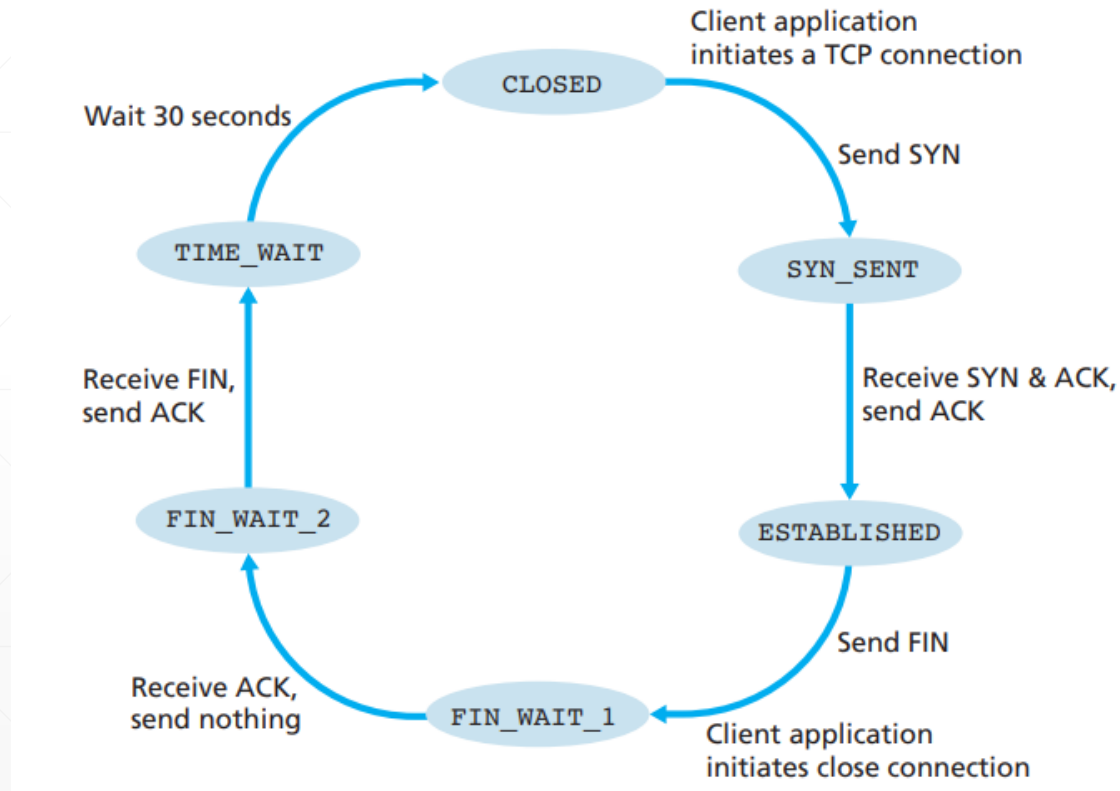 Client application
initiates a TCP connection
CLOSED
Wait 30 seconds
Send SYN
TIME_WAIT
SYN_SENT
Receive FIN,
send ACK
Receive SYN & ACK,
send ACK
FIN_WAIT_2
ESTABLISHED
Send FIN
Receive ACK,
send nothing
FIN_WAIT_1
Client application
initiates close connection